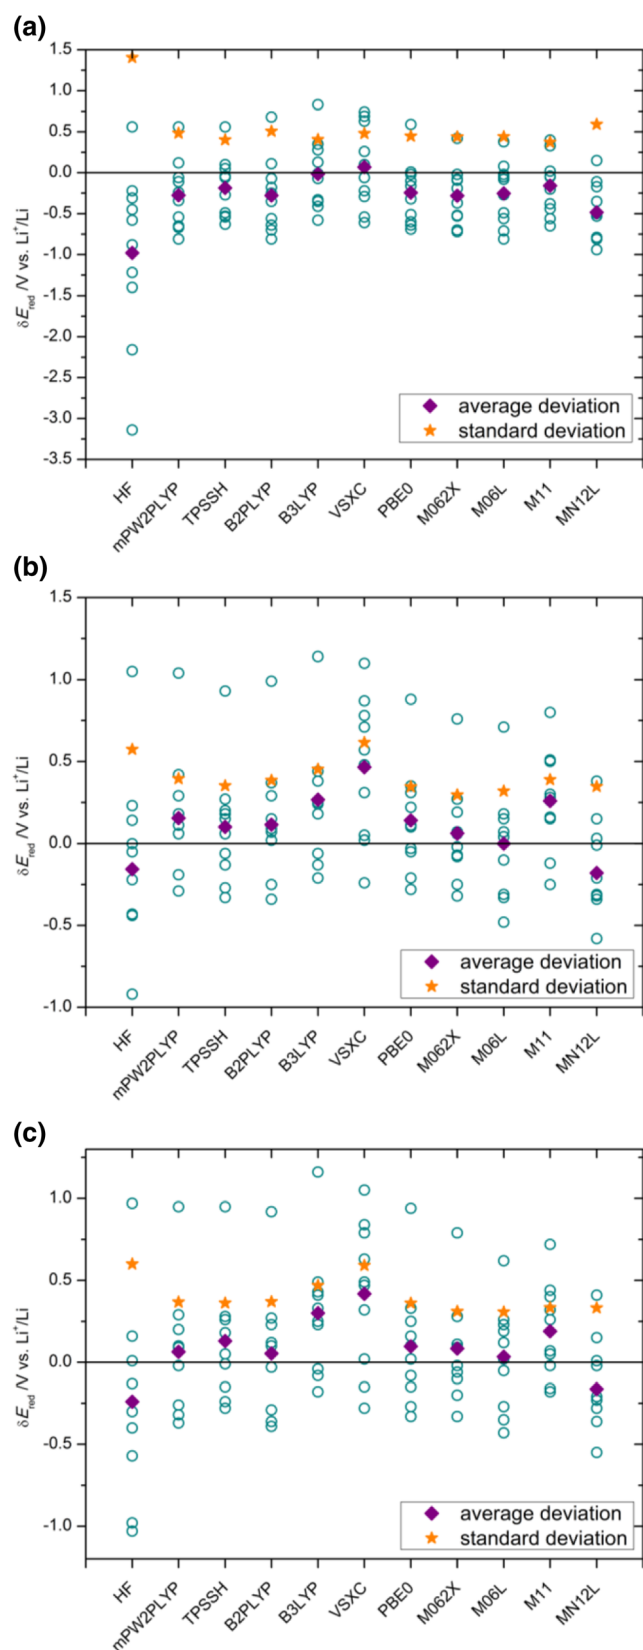 (a)
1.5
1.0
0.5
0.0
-0.5
-1.0
-1.5
-2.0
-2.5
-3.0
-3.5
δE_red /V vs. Li⁺/Li
average deviation
standard deviation
HF
mPW2PLYP
TPSSH
B2PLYP
B3LYP
VSXC
PBE0
M062X
M06L
M11
MN12L
(b)
1.5
1.0
0.5
0.0
-0.5
-1.0
δE_red /V vs. Li⁺/Li
average deviation
standard deviation
HF
mPW2PLYP
TPSSH
B2PLYP
B3LYP
VSXC
PBE0
M062X
M06L
M11
MN12L
(c)
1.0
0.5
0.0
-0.5
-1.0
δE_red /V vs. Li⁺/Li
average deviation
standard deviation
HF
mPW2PLYP
TPSSH
B2PLYP
B3LYP
VSXC
PBE0
M062X
M06L
M11
MN12L